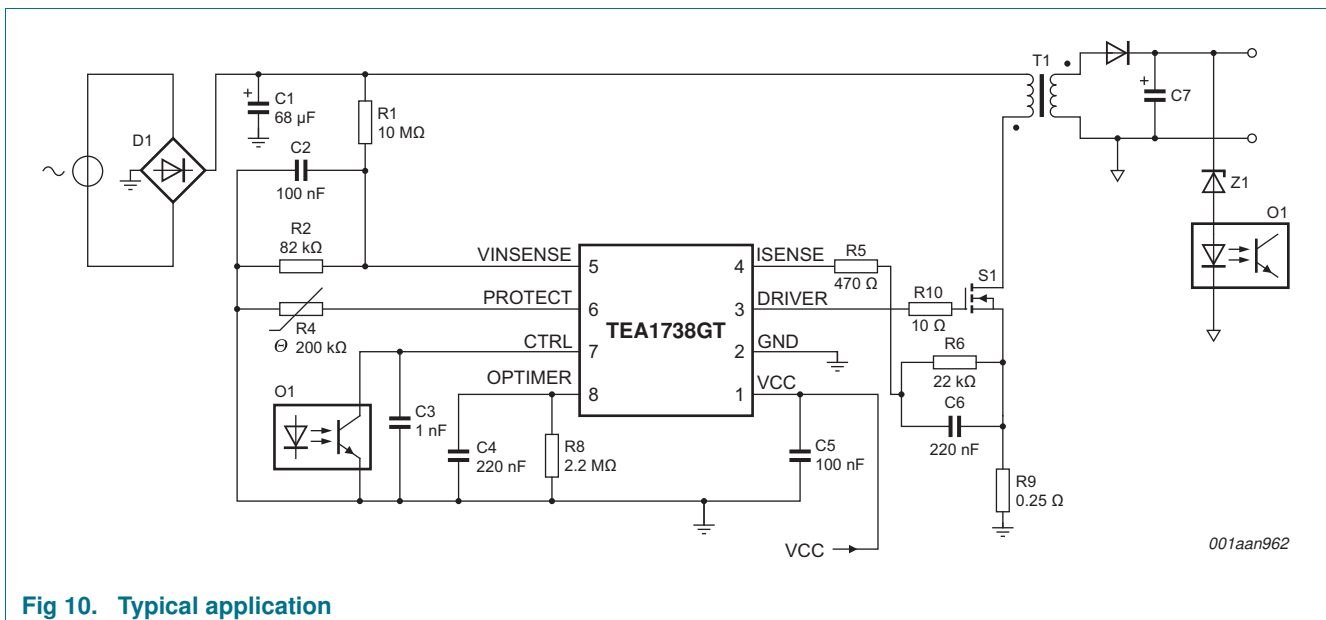 T1
C1
68 μF
R1
10 MΩ
C7
D1
C2
100 nF
Z1
O1
R2
82 kΩ
VINSENSE
5
4
ISENSE
R5
470 Ω
S1
PROTECT
6
3
DRIVER
R10
10 Ω
R4
Θ 200 kΩ
TEA1738GT
CTRL
7
2
GND
R6
22 kΩ
OPTIMER
8
1
VCC
O1
C3
1 nF
C6
220 nF
C4
220 nF
R8
2.2 MΩ
C5
100 nF
R9
0.25 Ω
VCC
001aan962
Fig 10. Typical application